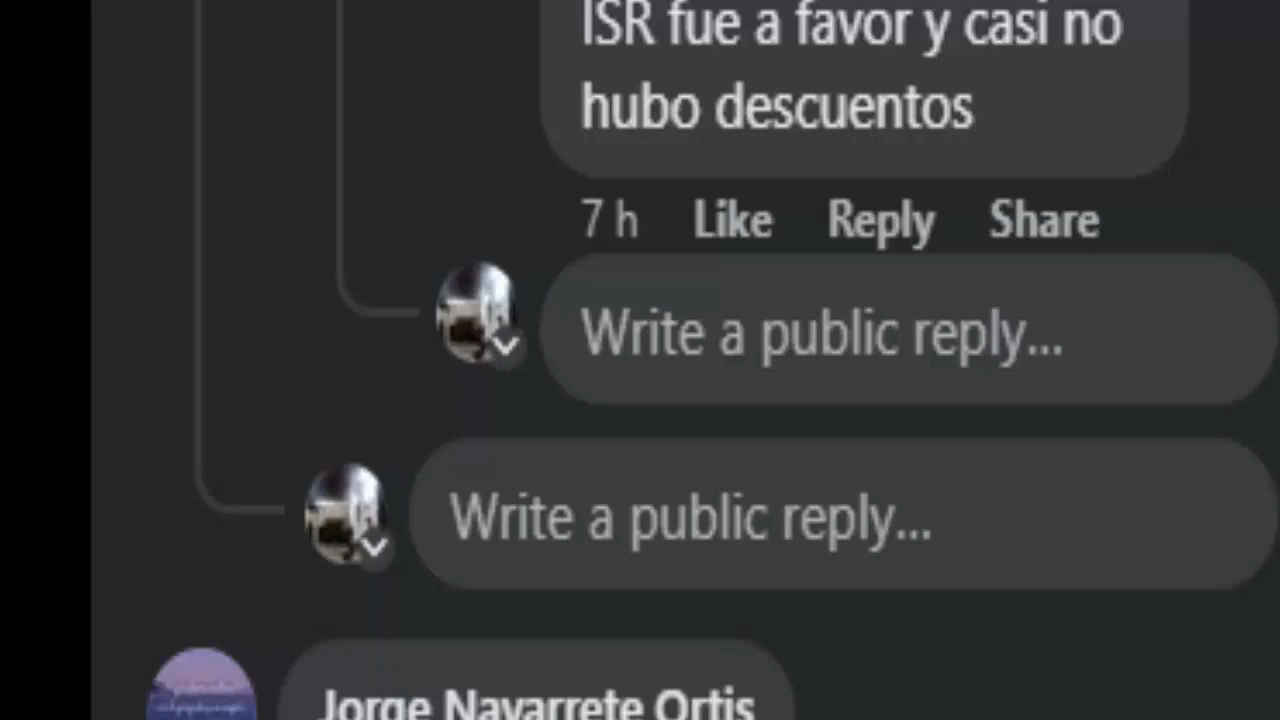 ISR fue a favor y casi no
hubo descuentos
7 h Like Reply Share
Write a public reply...
Write a public reply...
Jorge Navarrete Ortis